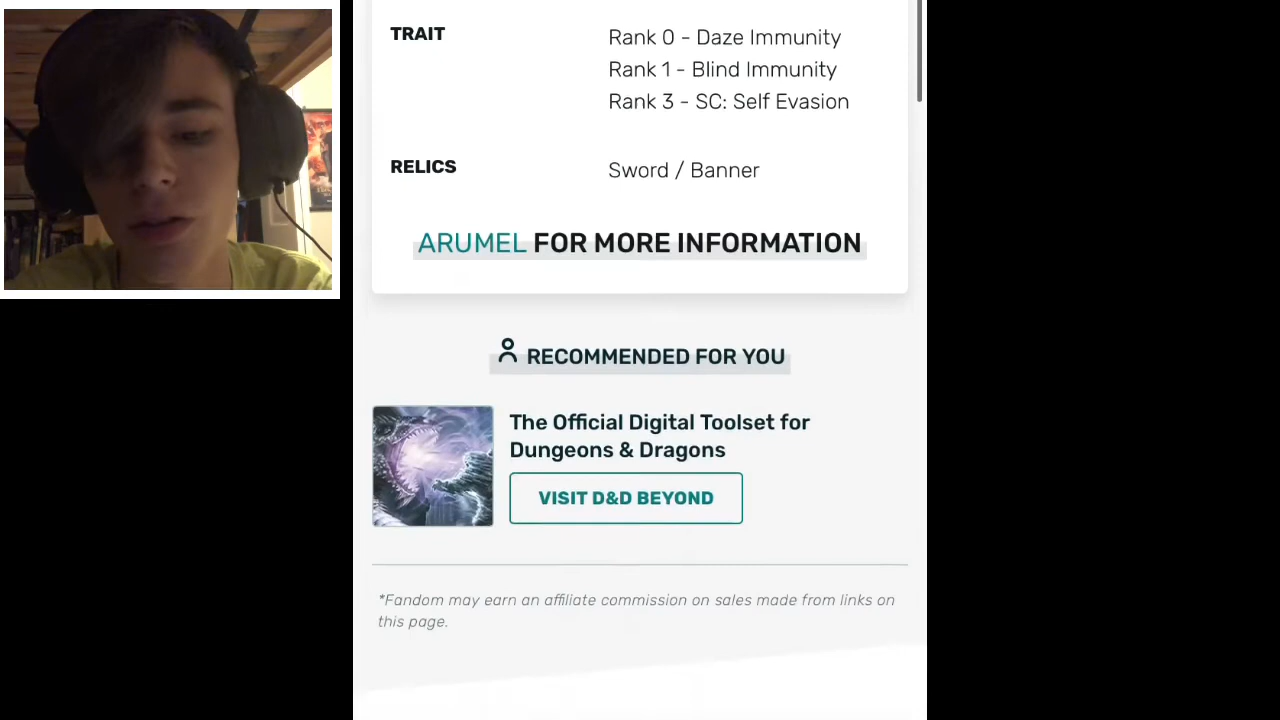 TRAIT
Rank 0 - Daze Immunity
Rank 1 - Blind Immunity
Rank 3 - SC: Self Evasion
RELICS
Sword / Banner
ARUMEL FOR MORE INFORMATION
RECOMMENDED FOR YOU
The Official Digital Toolset for
Dungeons & Dragons
VISIT D&D BEYOND
*Fandom may earn an affiliate commission on sales made from links on
this page.